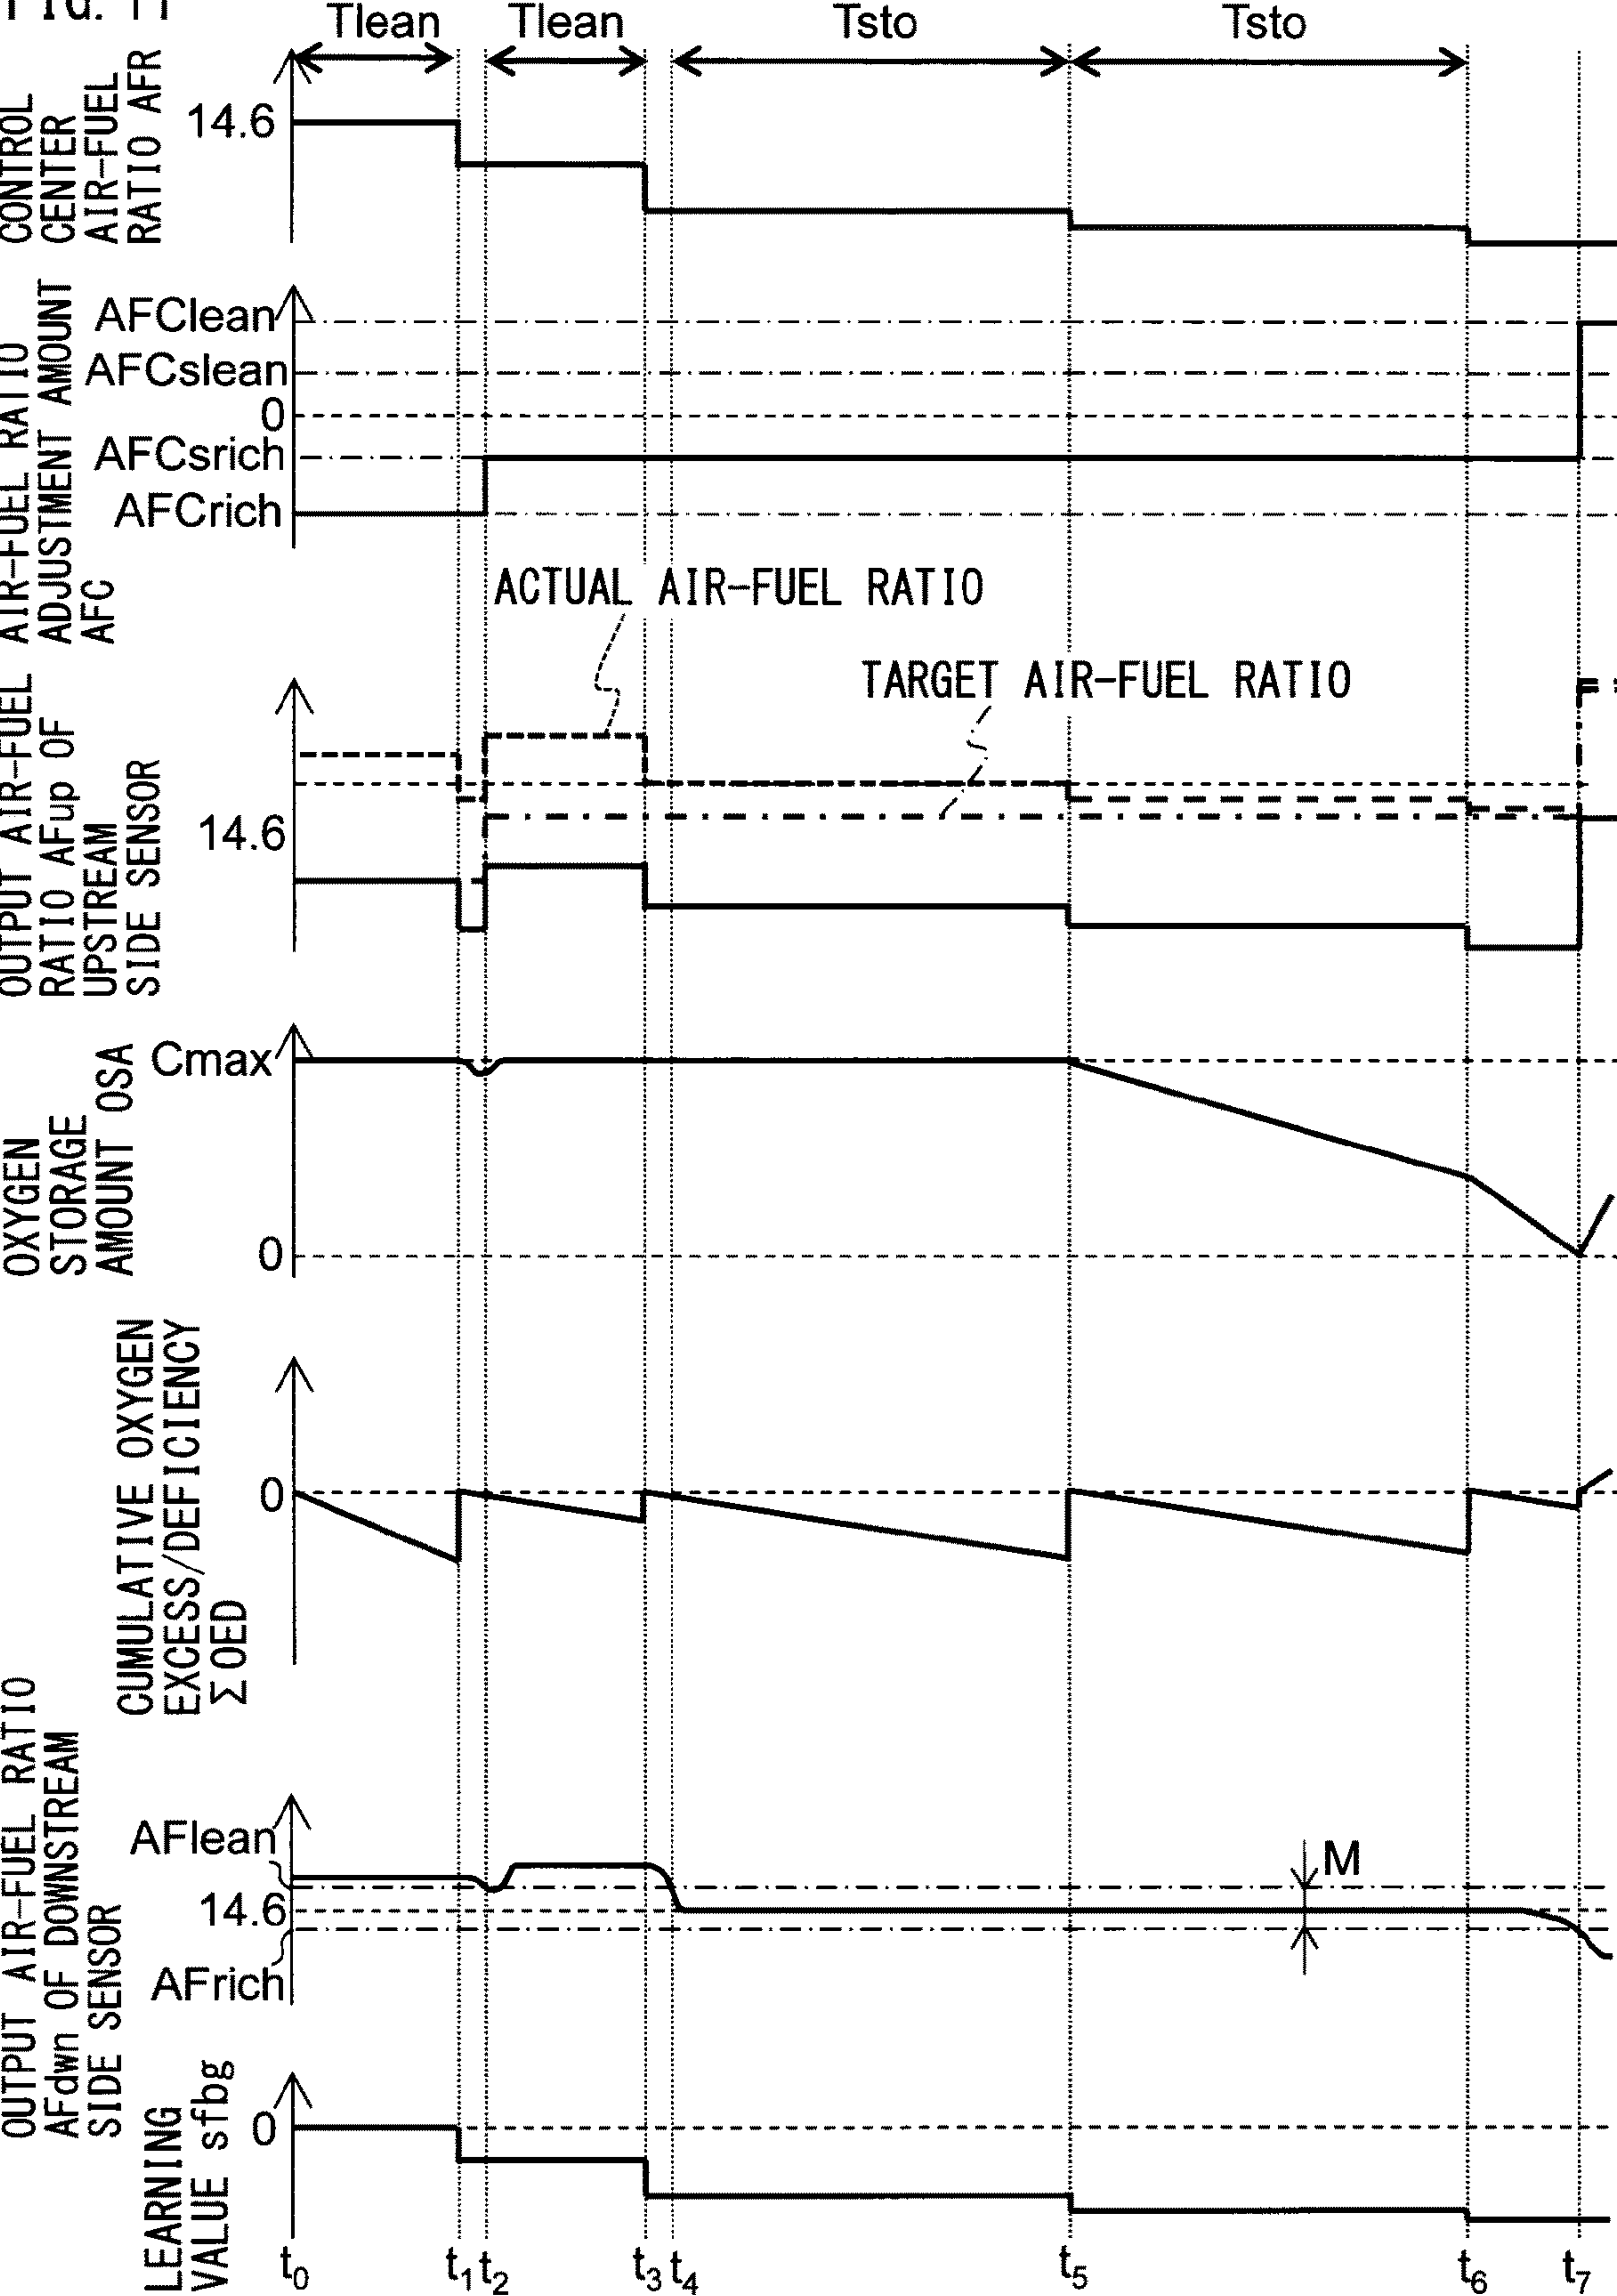 FIG. 11
Tlean Tlean Tsto Tsto
CONTROL
CENTER
AIR-FUEL
RATIO AFR
14.6
AIR-FUEL RATIO
ADJUSTMENT AMOUNT
AFC
AFClean
AFCslean
0
AFCsrich
AFCrich
ACTUAL AIR-FUEL RATIO
TARGET AIR-FUEL RATIO
OUTPUT AIR-FUEL
RATIO AFup OF
UPSTREAM
SIDE SENSOR
14.6
OXYGEN
STORAGE
AMOUNT OSA
Cmax
0
CUMULATIVE OXYGEN
EXCESS/DEFICIENCY
ΣOED
0
OUTPUT AIR-FUEL RATIO
AFdwn OF DOWNSTREAM
SIDE SENSOR
AFlean
14.6
AFrich
M
LEARNING
VALUE sfbg
0
t0 t1 t2 t3 t4 t5 t6 t7